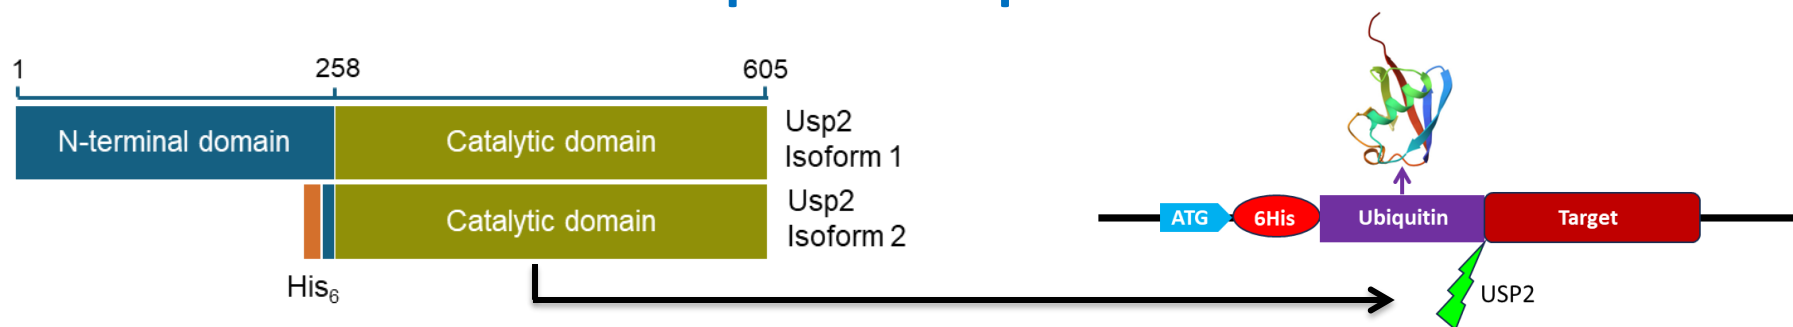 1
258
605
N-terminal domain
Catalytic domain
Usp2
Isoform 1
Catalytic domain
Usp2
Isoform 2
His₆
ATG
6His
Ubiquitin
Target
USP2